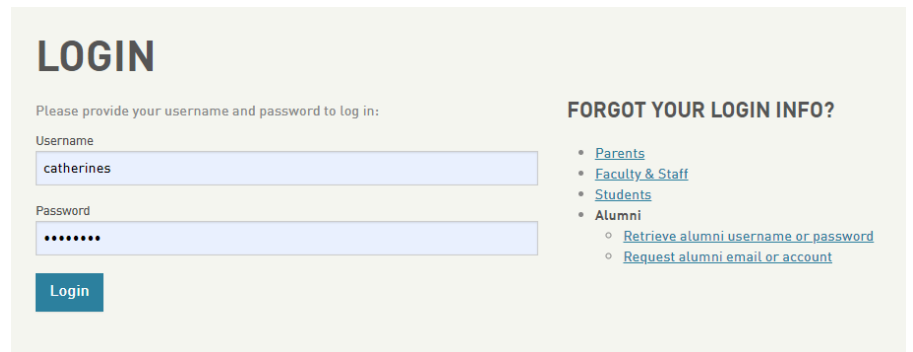 LOGIN
Please provide your username and password to log in:
Username
catherines
Password
••••••••
Login
FORGOT YOUR LOGIN INFO?
• Parents
• Faculty & Staff
• Students
• Alumni
◦ Retrieve alumni username or password
◦ Request alumni email or account